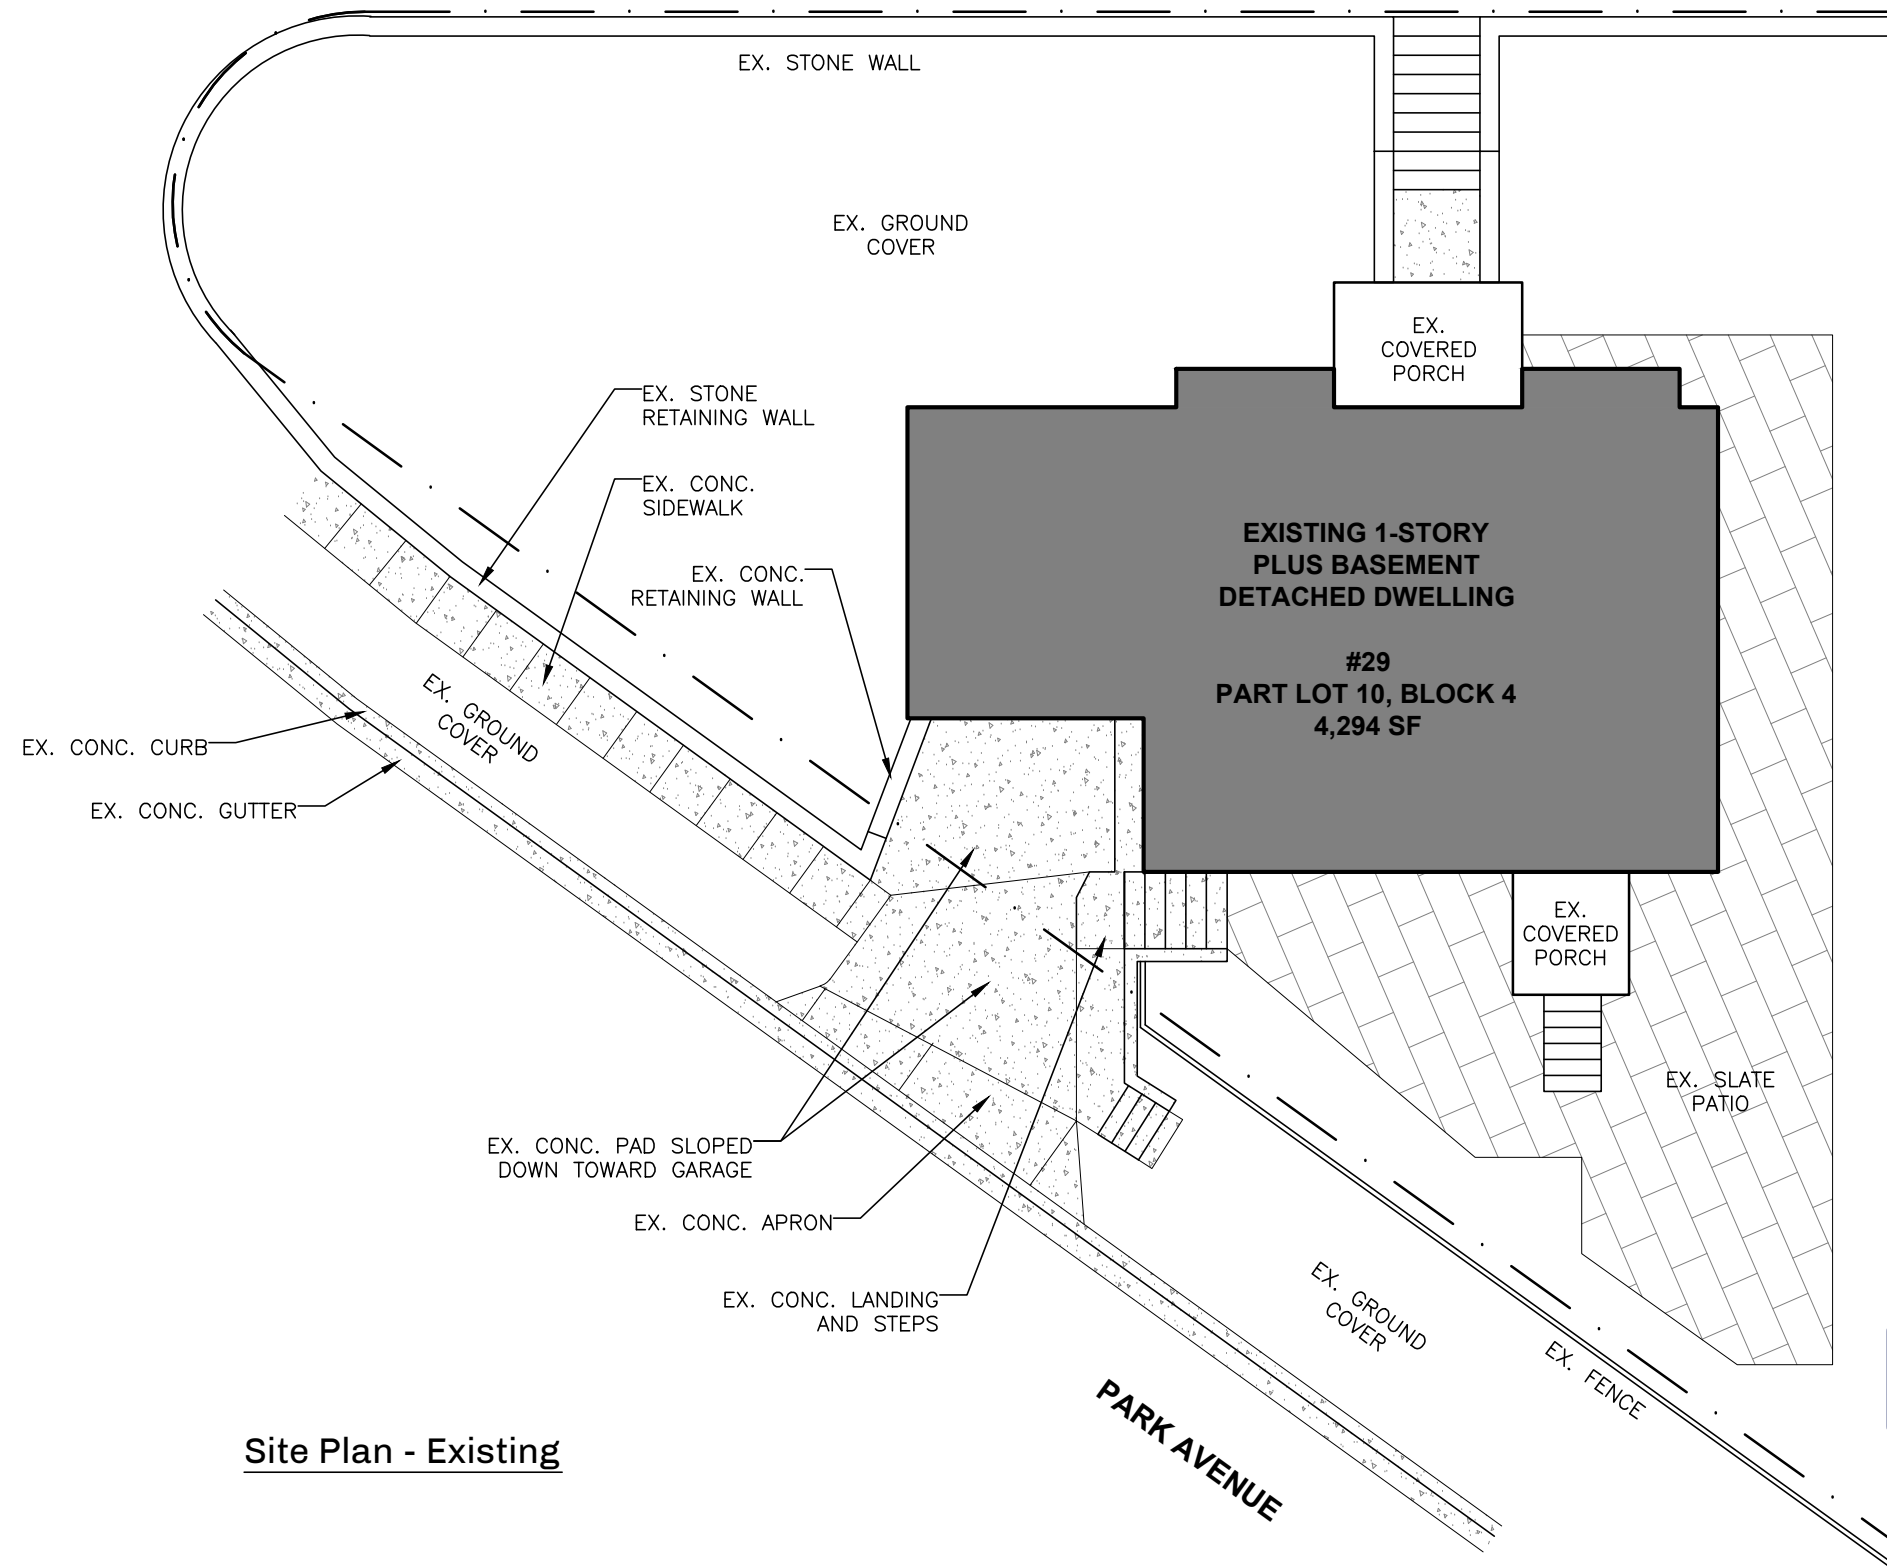 EX. STONE WALL
EX. GROUND
COVER
EX.
COVERED
PORCH
EX. STONE
RETAINING WALL
EX. CONC.
SIDEWALK
EX. CONC.
RETAINING WALL
EXISTING 1-STORY
PLUS BASEMENT
DETACHED DWELLING
#29
PART LOT 10, BLOCK 4
4,294 SF
EX. GROUND
COVER
EX. CONC. CURB
EX. CONC. GUTTER
EX.
COVERED
PORCH
EX. SLATE
PATIO
EX. CONC. PAD SLOPED
DOWN TOWARD GARAGE
EX. CONC. APRON
EX. CONC. LANDING
AND STEPS
EX. GROUND
COVER
EX. FENCE
PARK AVENUE
Site Plan - Existing